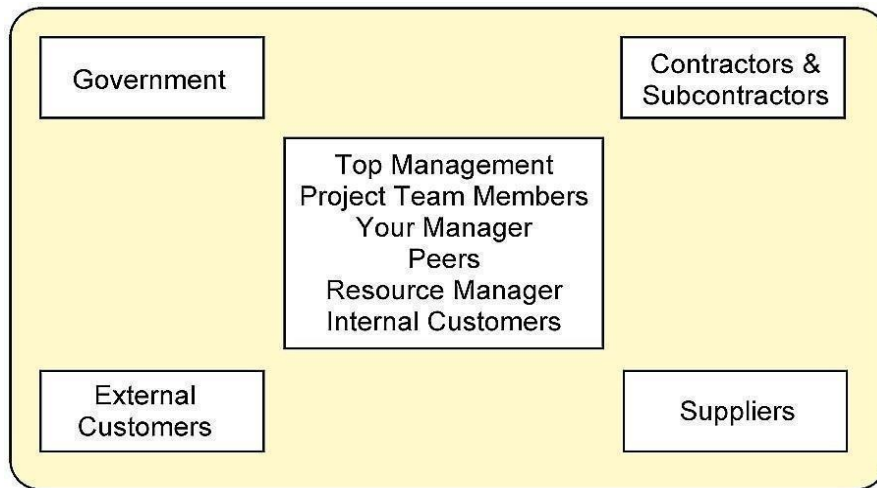 Government
Contractors &
Subcontractors
Top Management
Project Team Members
Your Manager
Peers
Resource Manager
Internal Customers
External
Customers
Suppliers